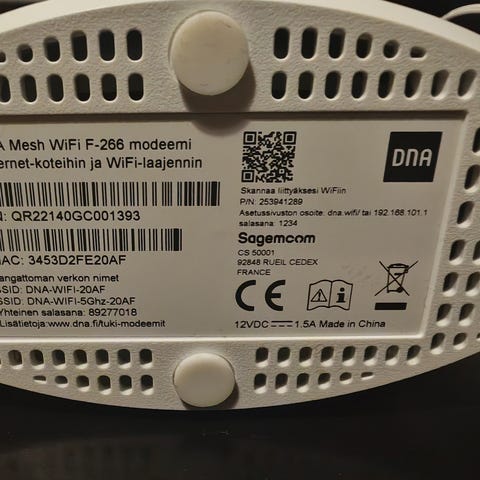 A Mesh WiFi F-266 modeemi
ernet-koteihin ja WiFi-laajennin
N: QR22140GC001393
MAC: 3453D2FE20AF
angattoman verkon nimet
SSID: DNA-WIFI-20AF
SSID: DNA-WIFI-5Ghz-20AF
Yhteinen salasana: 89277018
Lisätietoja: www.dna.fi/tuki-modeemit
DNA
Skannaa liittyäksesi WiFiin
P/N: 253941289
Asetussivuston osoite: dna.wifi/ tai 192.168.101.1
salasana: 1234
Sagemcom
CS 50001
92848 RUEIL CEDEX
FRANCE
CE
i
12VDC 1.5A Made in China